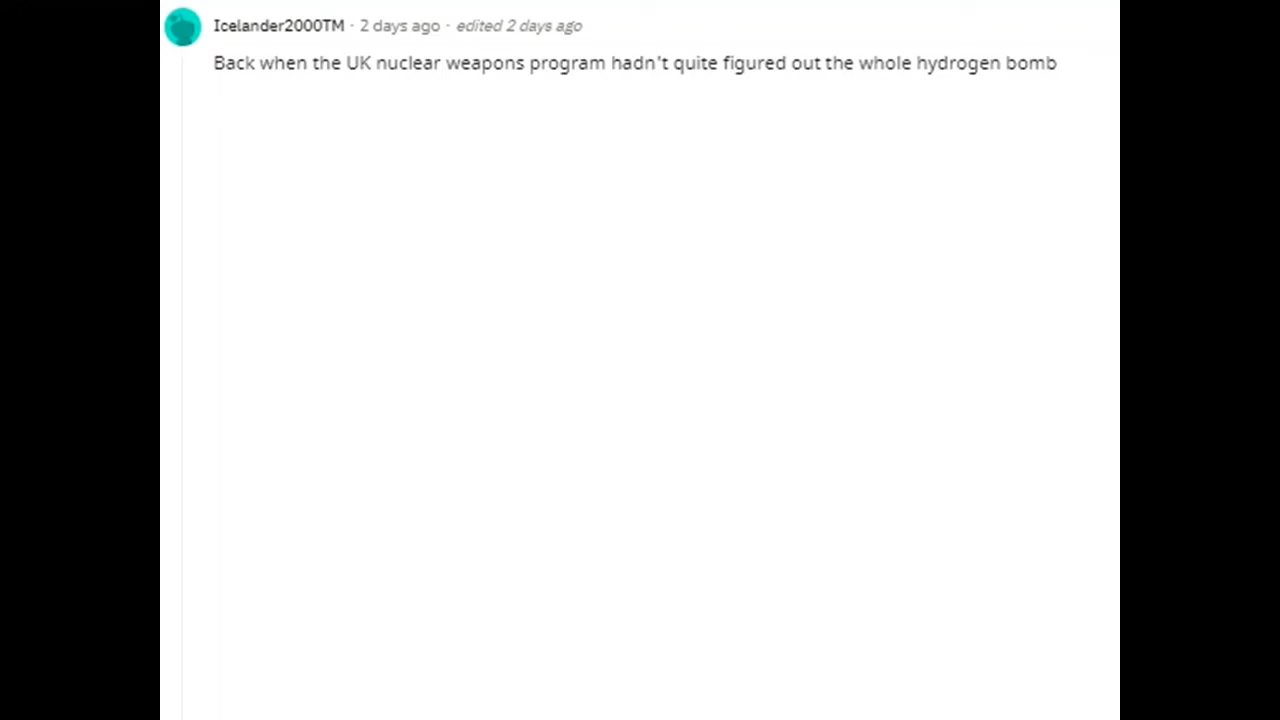 Icelander2000TM · 2 days ago · edited 2 days ago
Back when the UK nuclear weapons program hadn't quite figured out the whole hydrogen bomb